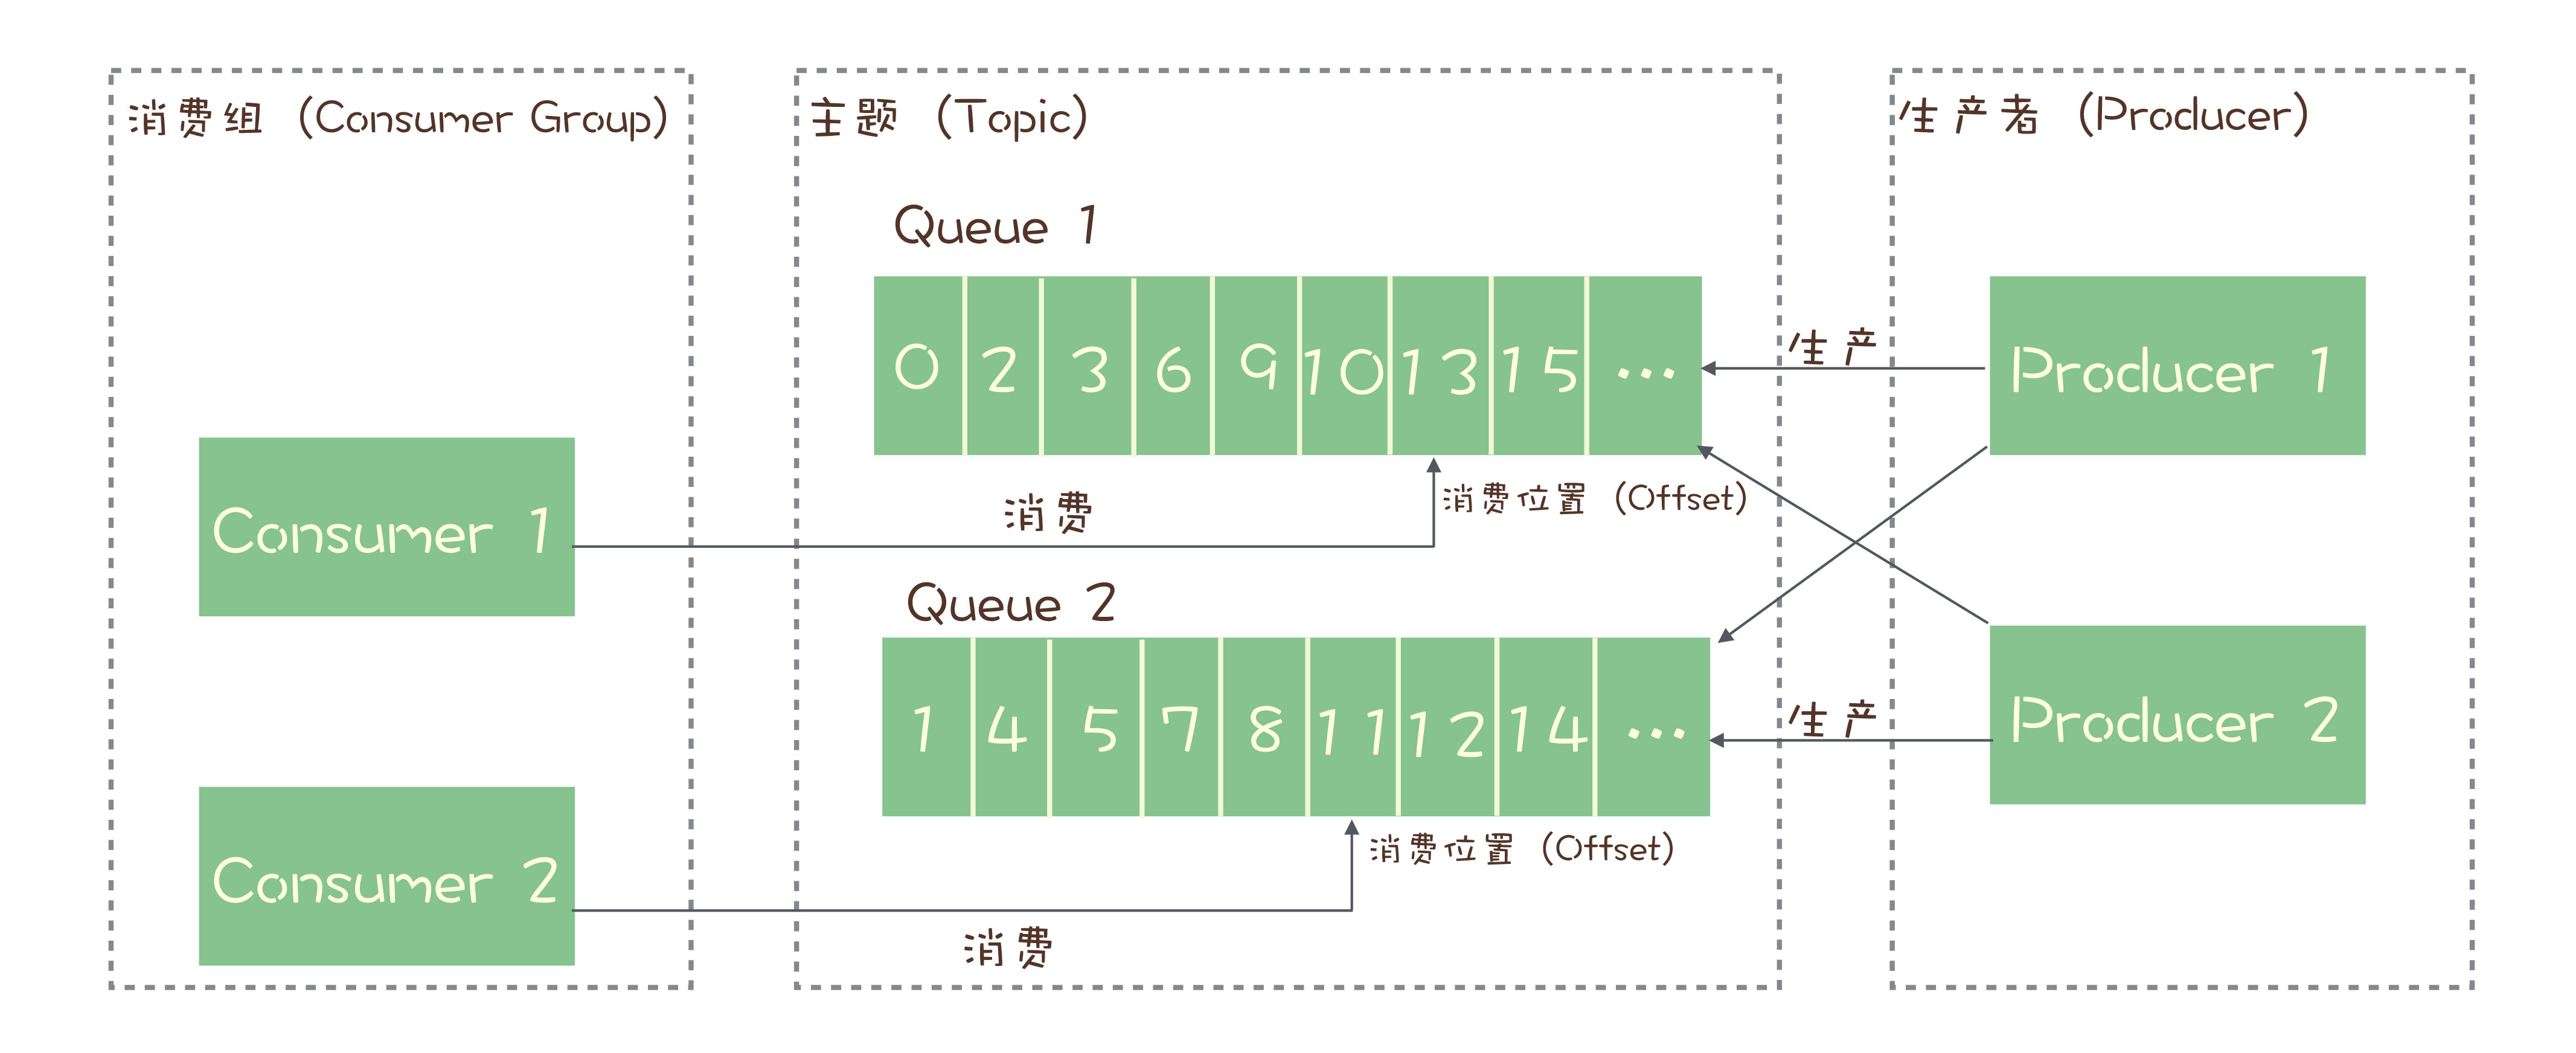 消费组 (Consumer Group)
Consumer 1
Consumer 2
消费
消费
主题 (Topic)
Queue 1
0 2 3 6 9 10 13 15 ...
消费位置 (Offset)
Queue 2
1 4 5 7 8 11 12 14 ...
消费位置 (Offset)
生产
生产
生产者 (Producer)
Producer 1
Producer 2